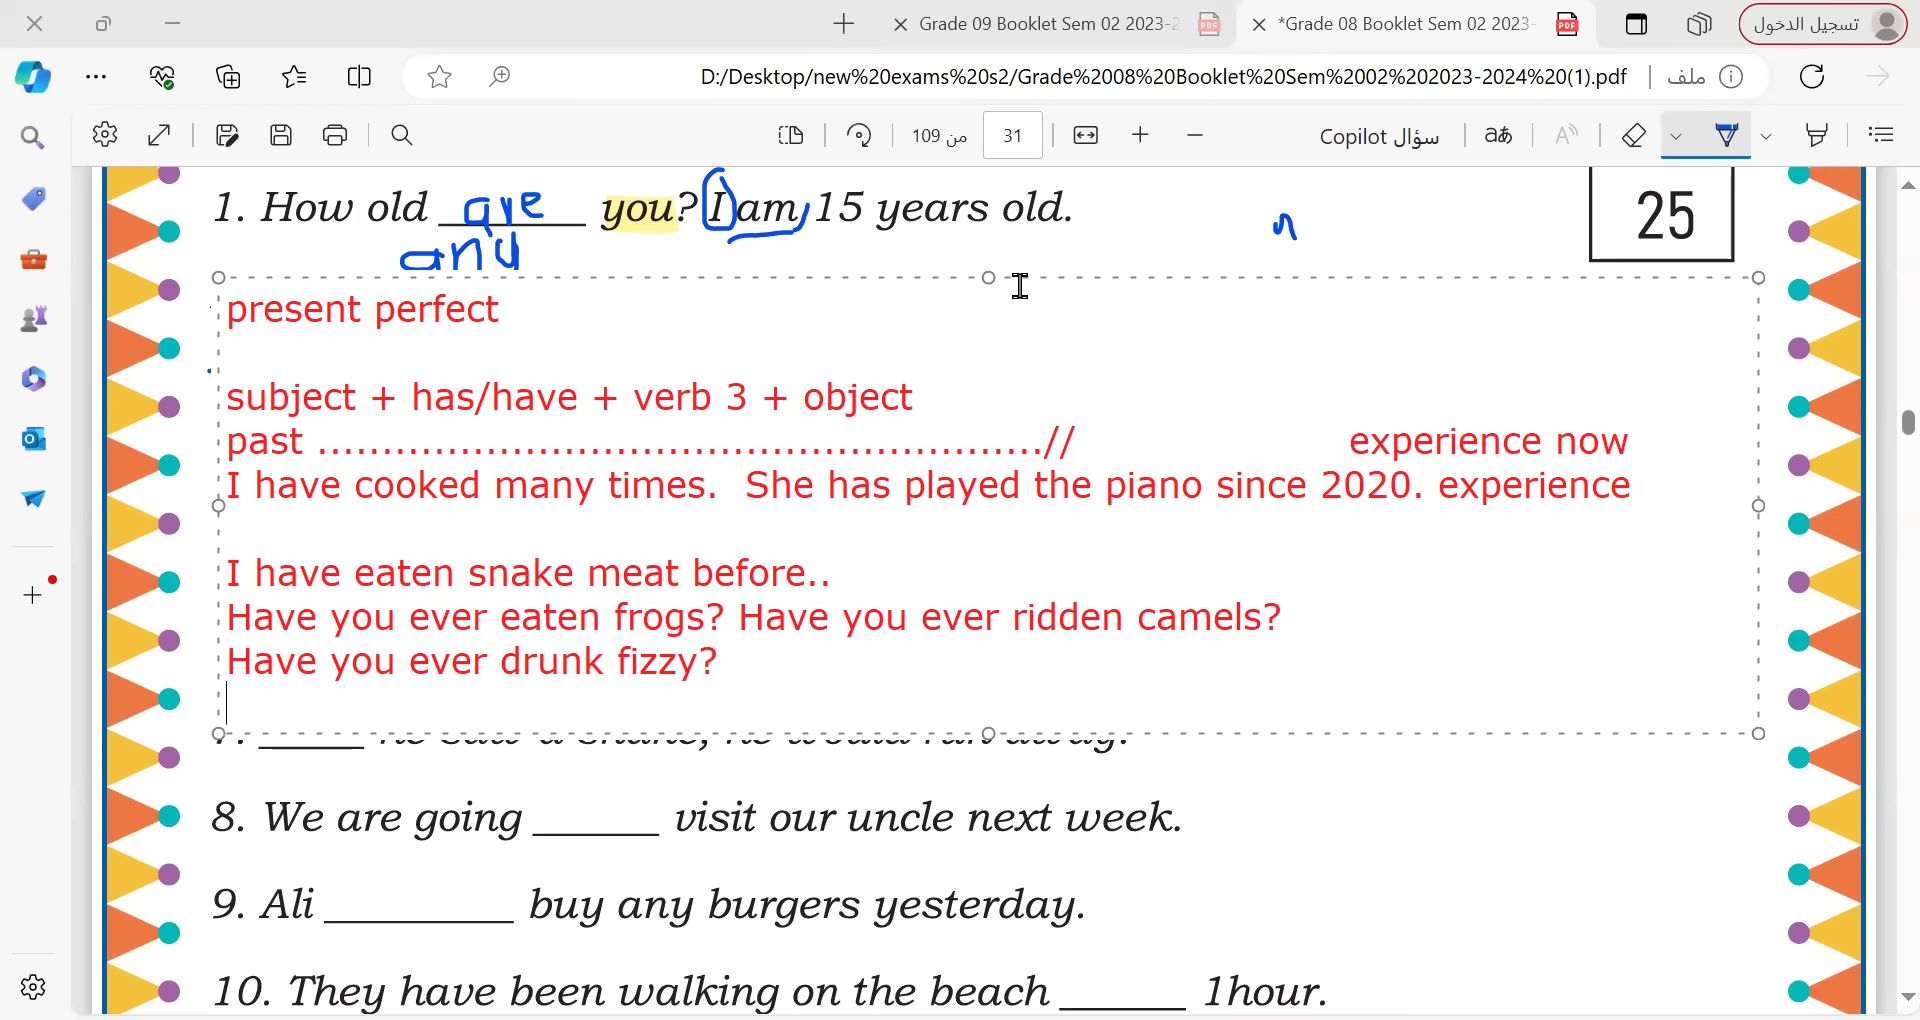 Grade 09 Booklet Sem 02 2023-2
*Grade 08 Booklet Sem 02 2023-
تسجيل الدخول
D:/Desktop/new%20exams%20s2/Grade%2008%20Booklet%20Sem%2002%202023-2024%20(1).pdf
ملف
من 109
31
سؤال Copilot
aあ
1. How old are you? I am, 15 years old.
25
and
n
present perfect
subject + has/have + verb 3 + object
past ........................................................//
experience now
I have cooked many times. She has played the piano since 2020. experience
I have eaten snake meat before..
Have you ever eaten frogs? Have you ever ridden camels?
Have you ever drunk fizzy?
8. We are going ______ visit our uncle next week.
9. Ali _________ buy any burgers yesterday.
10. They have been walking on the beach ______ 1hour.